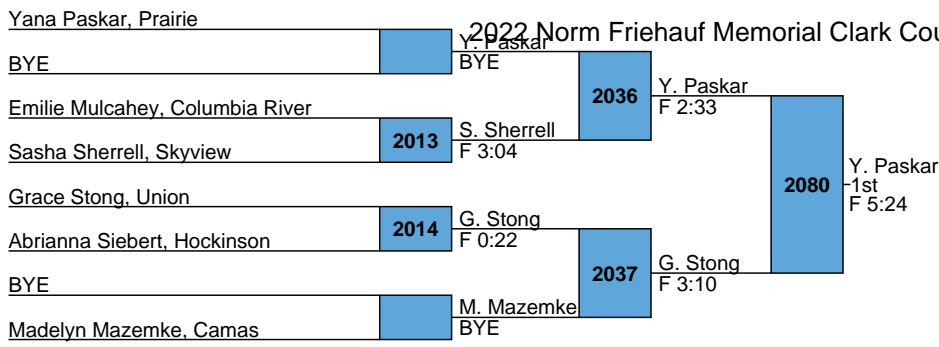 2022 Norm Friehauf Memorial Clark Cou
Yana Paskar, Prairie
BYE
Y. Paskar
BYE
Emilie Mulcahey, Columbia River
2013
Sasha Sherrell, Skyview
S. Sherrell
F 3:04
2036
Y. Paskar
F 2:33
Grace Stong, Union
2014
Abrianna Siebert, Hockinson
G. Stong
F 0:22
BYE
Madelyn Mazemke, Camas
M. Mazemke
BYE
2037
G. Stong
F 3:10
2080
Y. Paskar
1st
F 5:24